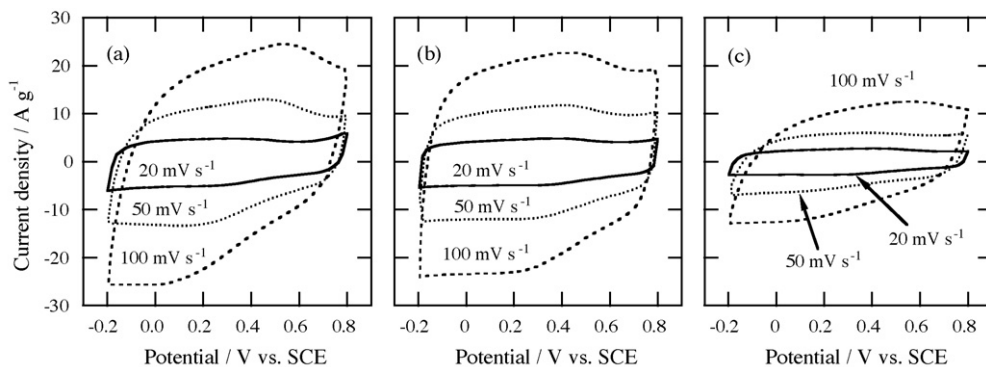 30
20
10
0
-10
-20
-30
Current density / A g⁻¹
(a)
20 mV s⁻¹
50 mV s⁻¹
100 mV s⁻¹
-0.2 0.0 0.2 0.4 0.6 0.8
Potential / V vs. SCE
(b)
20 mV s⁻¹
50 mV s⁻¹
100 mV s⁻¹
-0.2 0 0.2 0.4 0.6 0.8
Potential / V vs. SCE
(c)
100 mV s⁻¹
20 mV s⁻¹
50 mV s⁻¹
-0.2 0 0.2 0.4 0.6 0.8
Potential / V vs. SCE